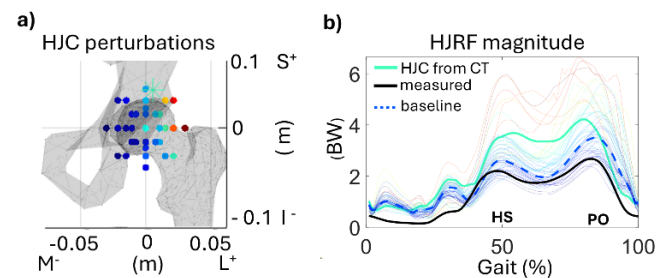 a)
HJC perturbations
0.1 S⁺
0
(m)
-0.1 I⁻
-0.05 0 0.05
M⁻ (m) L⁺
b)
HJRF magnitude
6
4
2
0
(BW)
HJC from CT
measured
baseline
HS PO
0 50 100
Gait (%)